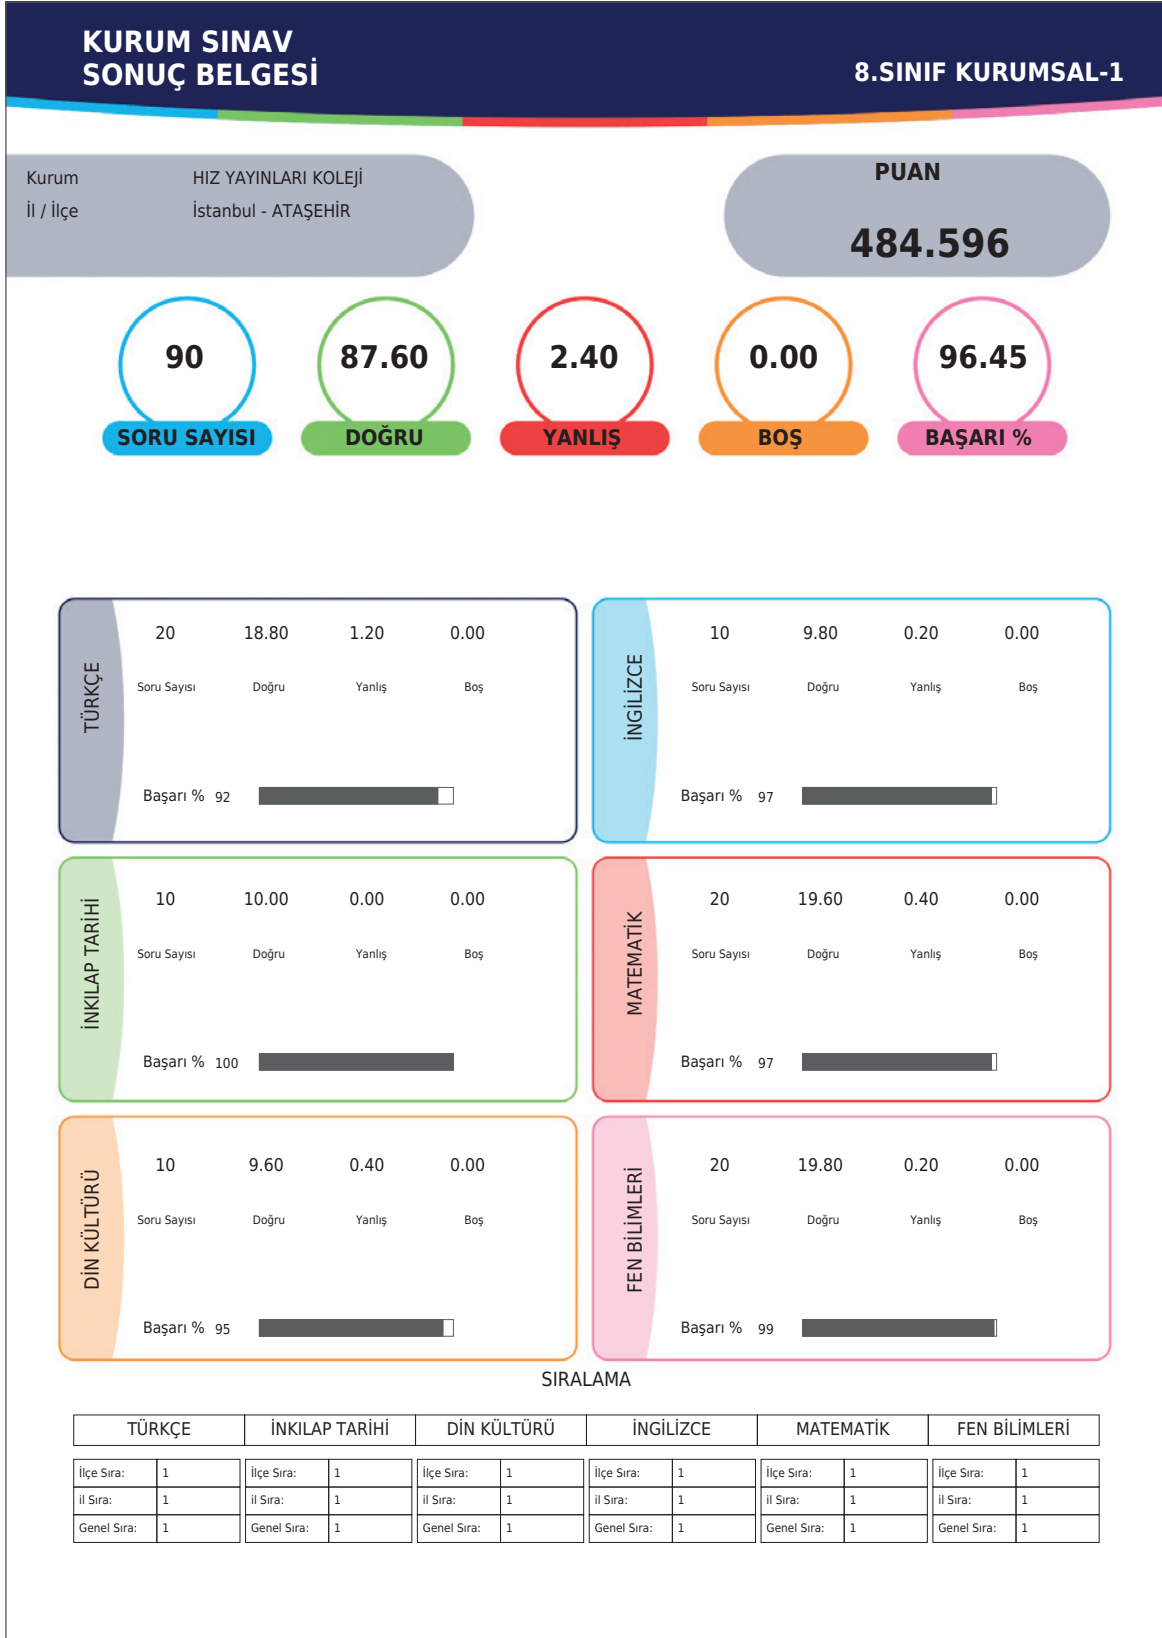 KURUM SINAV
SONUÇ BELGESİ
8.SINIF KURUMSAL-1
Kurum HIZ YAYINLARI KOLEJİ
İl / İlçe İstanbul - ATAŞEHİR
PUAN
484.596
90 87.60 2.40 0.00 96.45
SORU SAYISI DOĞRU YANLIŞ BOŞ BAŞARI %
TÜRKÇE
20 18.80 1.20 0.00
Soru Sayısı Doğru Yanlış Boş
Başarı % 92
İNGİLİZCE
10 9.80 0.20 0.00
Soru Sayısı Doğru Yanlış Boş
Başarı % 97
İNKILAP TARİHİ
10 10.00 0.00 0.00
Soru Sayısı Doğru Yanlış Boş
Başarı % 100
MATEMATİK
20 19.60 0.40 0.00
Soru Sayısı Doğru Yanlış Boş
Başarı % 97
DİN KÜLTÜRÜ
10 9.60 0.40 0.00
Soru Sayısı Doğru Yanlış Boş
Başarı % 95
FEN BİLİMLERİ
20 19.80 0.20 0.00
Soru Sayısı Doğru Yanlış Boş
Başarı % 99
SIRALAMA
TÜRKÇE İNKILAP TARİHİ DİN KÜLTÜRÜ İNGİLİZCE MATEMATİK FEN BİLİMLERİ
İlçe Sıra: 1 İlçe Sıra: 1 İlçe Sıra: 1 İlçe Sıra: 1 İlçe Sıra: 1 İlçe Sıra: 1
il Sıra: 1 il Sıra: 1 il Sıra: 1 il Sıra: 1 il Sıra: 1 il Sıra: 1
Genel Sıra: 1 Genel Sıra: 1 Genel Sıra: 1 Genel Sıra: 1 Genel Sıra: 1 Genel Sıra: 1